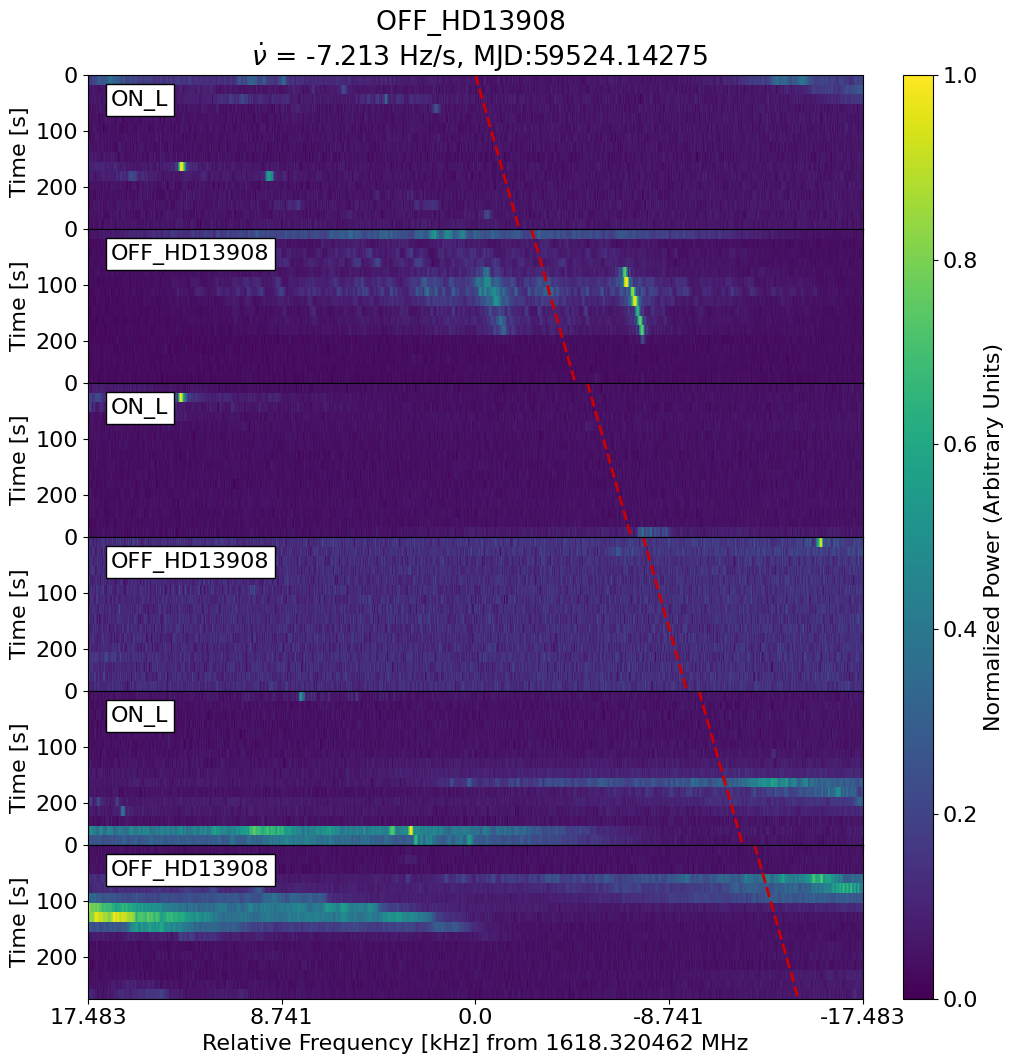 OFF_HD13908
ν̇ = -7.213 Hz/s, MJD:59524.14275
0
ON_L
100
200
Time [s]
0
OFF_HD13908
100
200
Time [s]
0
ON_L
100
200
Time [s]
0
OFF_HD13908
100
200
Time [s]
0
ON_L
100
200
Time [s]
0
OFF_HD13908
100
200
Time [s]
17.483 8.741 0.0 -8.741 -17.483
Relative Frequency [kHz] from 1618.320462 MHz
1.0
0.8
0.6
0.4
0.2
0.0
Normalized Power (Arbitrary Units)